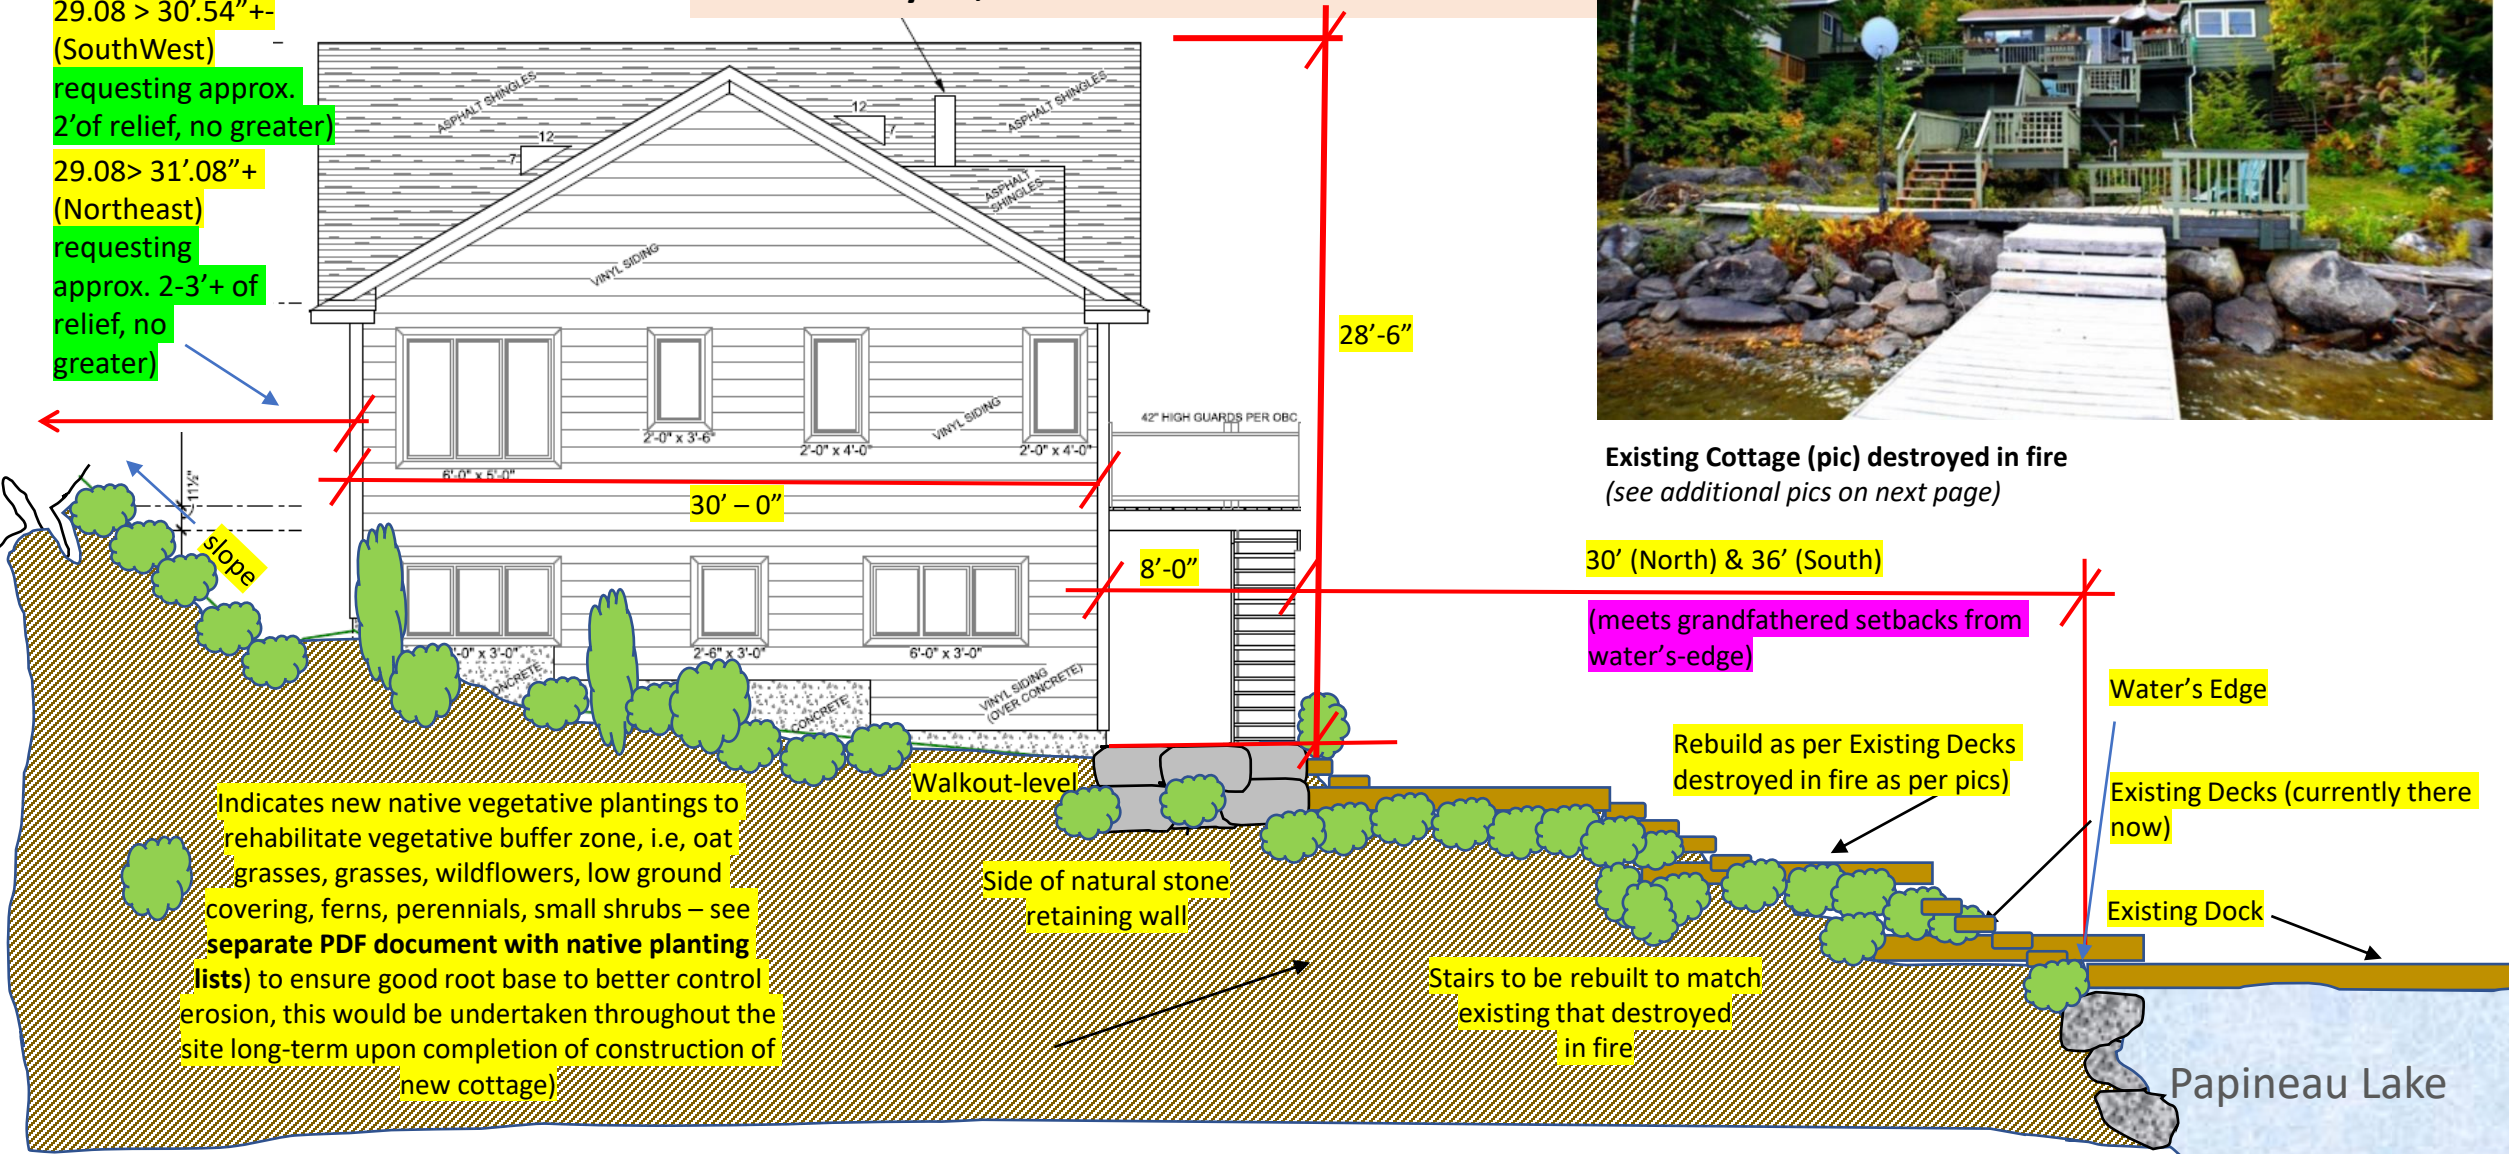 29.08 > 30’.54”+-
(SouthWest)
requesting approx.
2’of relief, no greater)
29.08> 31’.08”+
(Northeast)
requesting
approx. 2-3’+ of
relief, no
greater)
ASPHALT SHINGLES
12
7
12
7
ASPHALT SHINGLES
ASPHALT
SHINGLES
VINYL SIDING
VINYL SIDING
6'-0" x 5'-0"
2'-0" x 3'-6"
2'-0" x 4'-0"
2'-0" x 4'-0"
42" HIGH GUARDS PER OBC
28’-6”
Existing Cottage (pic) destroyed in fire
(see additional pics on next page)
11½"
slope
30’ – 0”
8’-0”
30’ (North) & 36’ (South)
(meets grandfathered setbacks from
water’s-edge)
'-0" x 3'-0"
2'-6" x 3'-0"
6'-0" x 3'-0"
CONCRETE
CONCRETE
VINYL SIDING
(OVER CONCRETE)
Water’s Edge
Rebuild as per Existing Decks
destroyed in fire as per pics)
Existing Decks (currently there
now)
Existing Dock
Walkout-level
Side of natural stone
retaining wall
Stairs to be rebuilt to match
existing that destroyed
in fire
Indicates new native vegetative plantings to
rehabilitate vegetative buffer zone, i.e, oat
grasses, grasses, wildflowers, low ground
covering, ferns, perennials, small shrubs – see
separate PDF document with native planting
lists) to ensure good root base to better control
erosion, this would be undertaken throughout the
site long-term upon completion of construction of
new cottage)
Papineau Lake